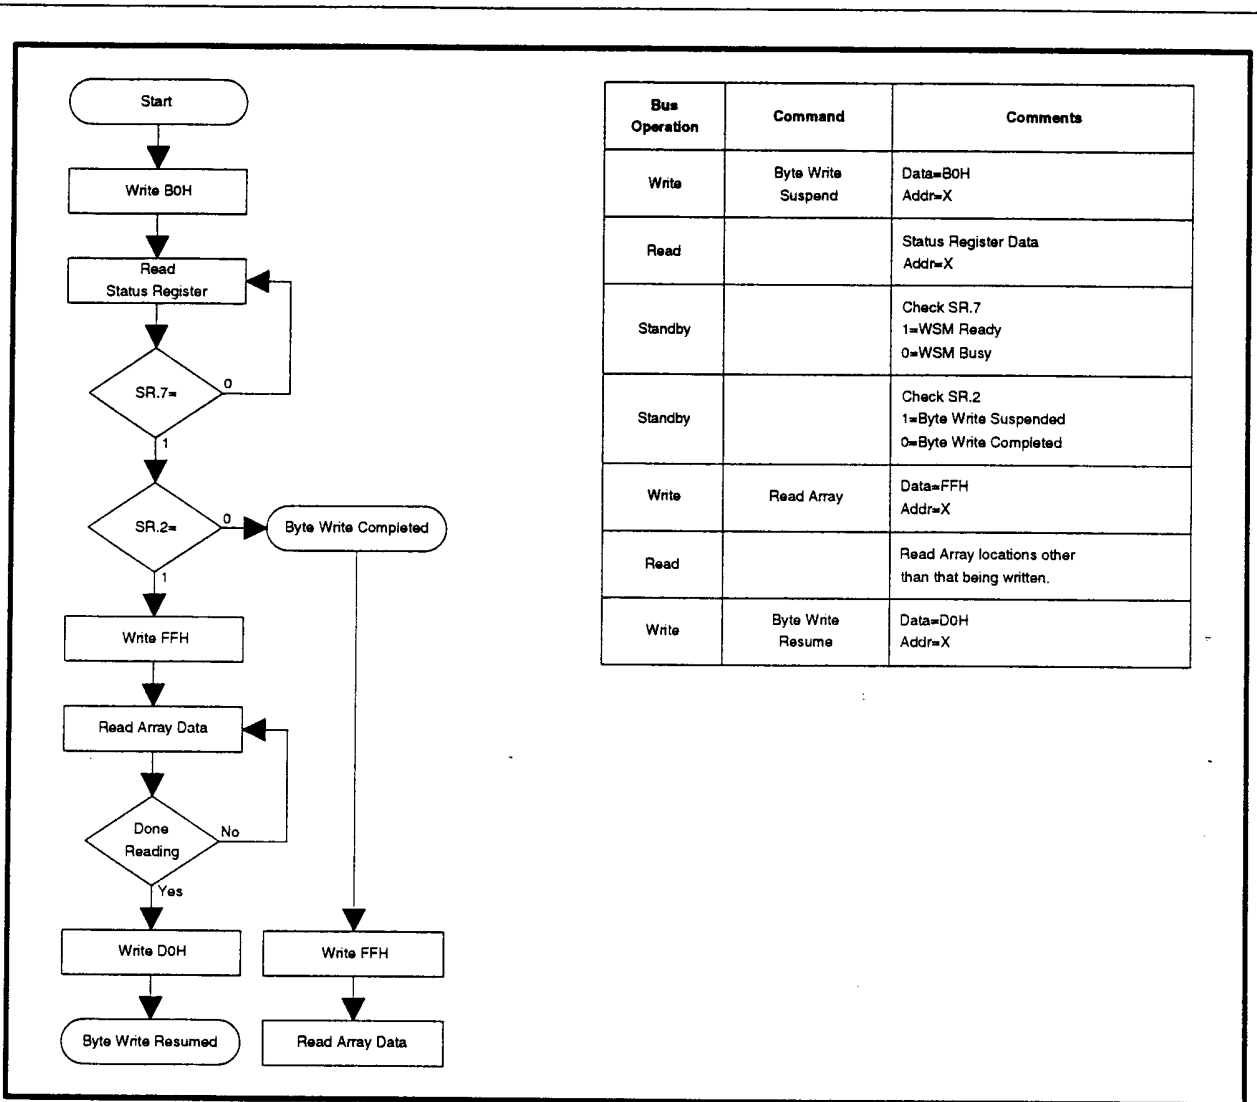 Start
Write B0H
Read
Status Register
SR.7=
0
1
SR.2=
0
Byte Write Completed
1
Write FFH
Read Array Data
Done
Reading
No
Yes
Write D0H
Write FFH
Byte Write Resumed
Read Array Data
Bus
Operation
Command
Comments
Write
Byte Write
Suspend
Data=B0H
Addr=X
Read
Status Register Data
Addr=X
Standby
Check SR.7
1=WSM Ready
0=WSM Busy
Standby
Check SR.2
1=Byte Write Suspended
0=Byte Write Completed
Write
Read Array
Data=FFH
Addr=X
Read
Read Array locations other
than that being written.
Write
Byte Write
Resume
Data=D0H
Addr=X